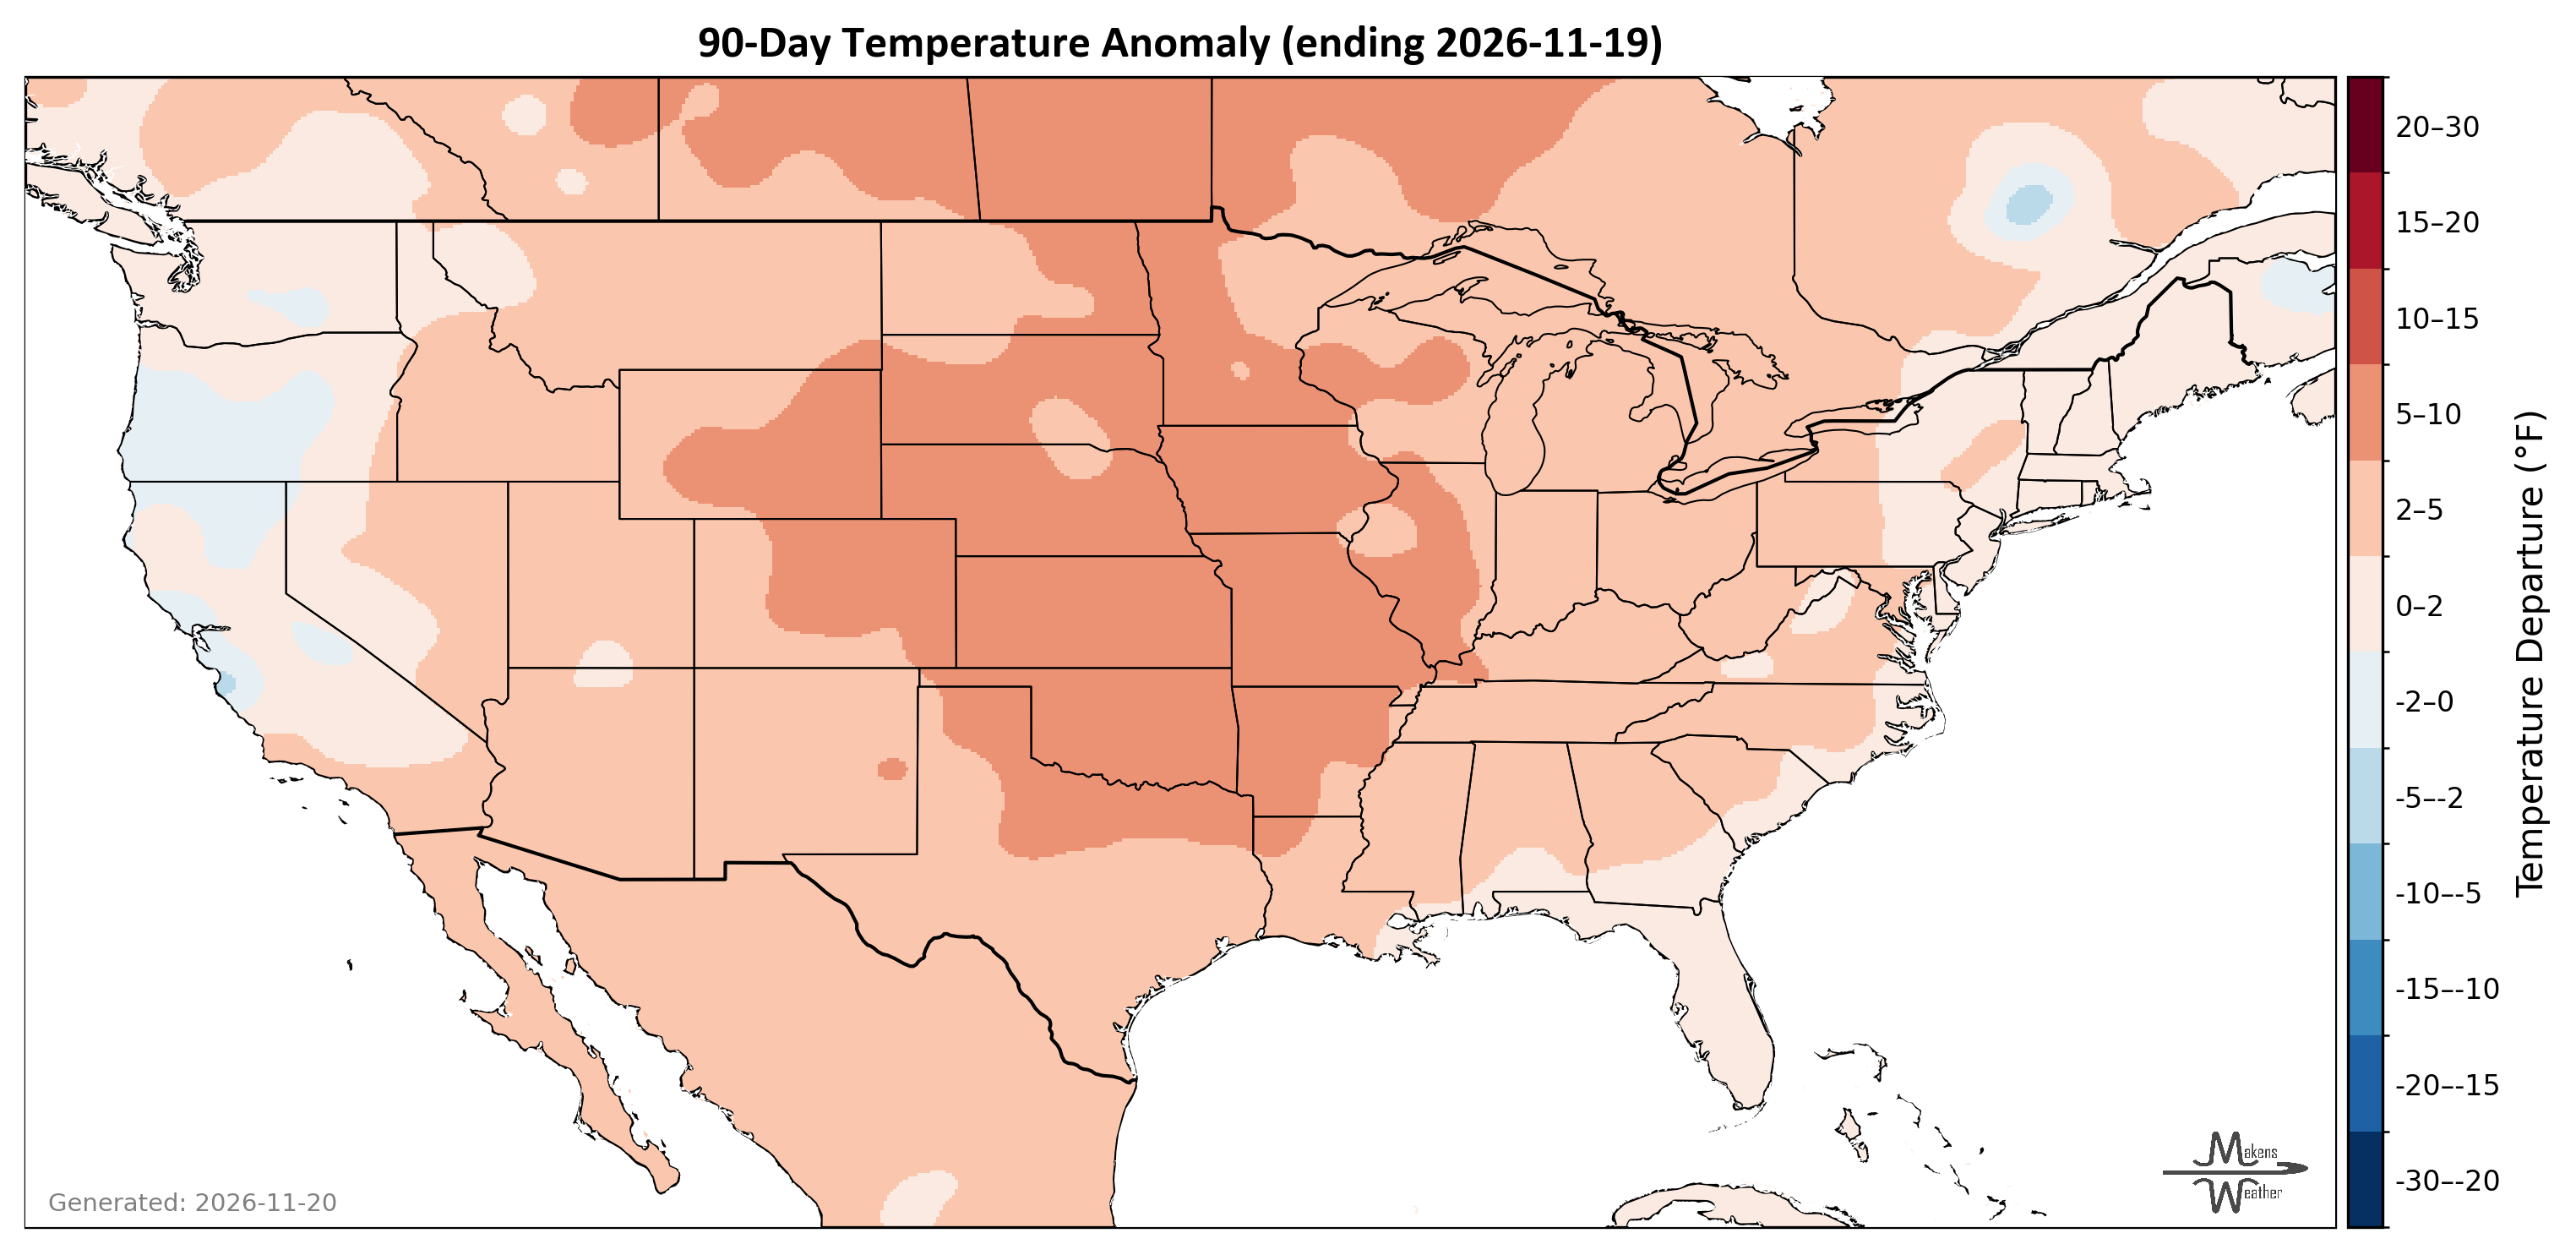 90-Day Temperature Anomaly (ending 2026-11-19)
20–30
15–20
10–15
5–10
2–5
0–2
-2–0
-5–-2
-10–-5
-15–-10
-20–-15
-30–-20
Temperature Departure (°F)
Generated: 2026-11-20
Makens
Weather